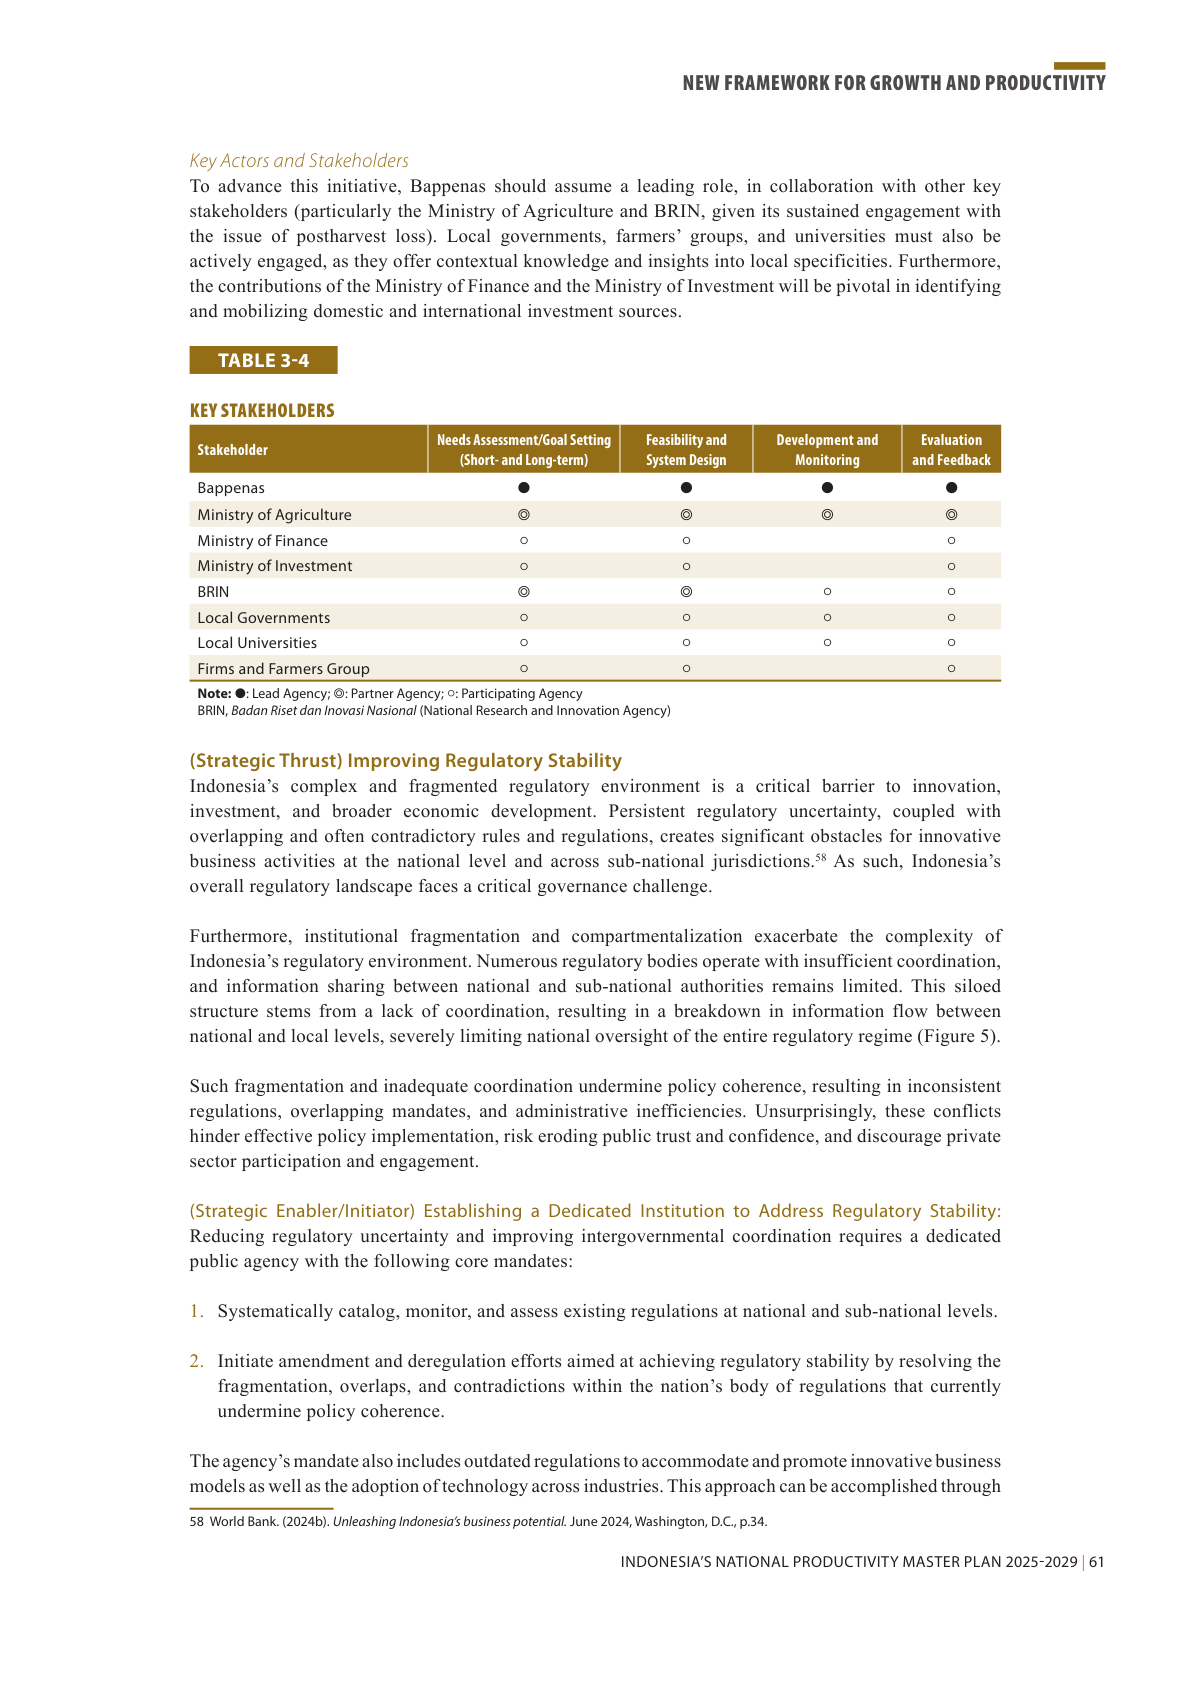 NEW FRAMEWORK FOR GROWTH AND PRODUCTIVITY
Key Actors and Stakeholders
To advance this initiative, Bappenas should assume a leading role, in collaboration with other key
stakeholders (particularly the Ministry of Agriculture and BRIN, given its sustained engagement with
the issue of postharvest loss). Local governments, farmers’ groups, and universities must also be
actively engaged, as they offer contextual knowledge and insights into local specificities. Furthermore,
the contributions of the Ministry of Finance and the Ministry of Investment will be pivotal in identifying
and mobilizing domestic and international investment sources.
TABLE 3-4
KEY STAKEHOLDERS
Stakeholder | Needs Assessment/Goal Setting (Short- and Long-term) | Feasibility and System Design | Development and Monitoring | Evaluation and Feedback
Bappenas ● ● ● ●
Ministry of Agriculture ◎ ◎ ◎ ◎
Ministry of Finance ○ ○ ○
Ministry of Investment ○ ○ ○
BRIN ◎ ◎ ○ ○
Local Governments ○ ○ ○ ○
Local Universities ○ ○ ○ ○
Firms and Farmers Group ○ ○ ○
Note: ●: Lead Agency; ◎: Partner Agency; ○: Participating Agency
BRIN, Badan Riset dan Inovasi Nasional (National Research and Innovation Agency)
(Strategic Thrust) Improving Regulatory Stability
Indonesia’s complex and fragmented regulatory environment is a critical barrier to innovation,
investment, and broader economic development. Persistent regulatory uncertainty, coupled with
overlapping and often contradictory rules and regulations, creates significant obstacles for innovative
business activities at the national level and across sub-national jurisdictions.58 As such, Indonesia’s
overall regulatory landscape faces a critical governance challenge.
Furthermore, institutional fragmentation and compartmentalization exacerbate the complexity of
Indonesia’s regulatory environment. Numerous regulatory bodies operate with insufficient coordination,
and information sharing between national and sub-national authorities remains limited. This siloed
structure stems from a lack of coordination, resulting in a breakdown in information flow between
national and local levels, severely limiting national oversight of the entire regulatory regime (Figure 5).
Such fragmentation and inadequate coordination undermine policy coherence, resulting in inconsistent
regulations, overlapping mandates, and administrative inefficiencies. Unsurprisingly, these conflicts
hinder effective policy implementation, risk eroding public trust and confidence, and discourage private
sector participation and engagement.
(Strategic Enabler/Initiator) Establishing a Dedicated Institution to Address Regulatory Stability:
Reducing regulatory uncertainty and improving intergovernmental coordination requires a dedicated
public agency with the following core mandates:
1. Systematically catalog, monitor, and assess existing regulations at national and sub-national levels.
2. Initiate amendment and deregulation efforts aimed at achieving regulatory stability by resolving the
fragmentation, overlaps, and contradictions within the nation’s body of regulations that currently
undermine policy coherence.
The agency’s mandate also includes outdated regulations to accommodate and promote innovative business
models as well as the adoption of technology across industries. This approach can be accomplished through
58 World Bank. (2024b). Unleashing Indonesia’s business potential. June 2024, Washington, D.C., p.34.
INDONESIA’S NATIONAL PRODUCTIVITY MASTER PLAN 2025-2029 | 61